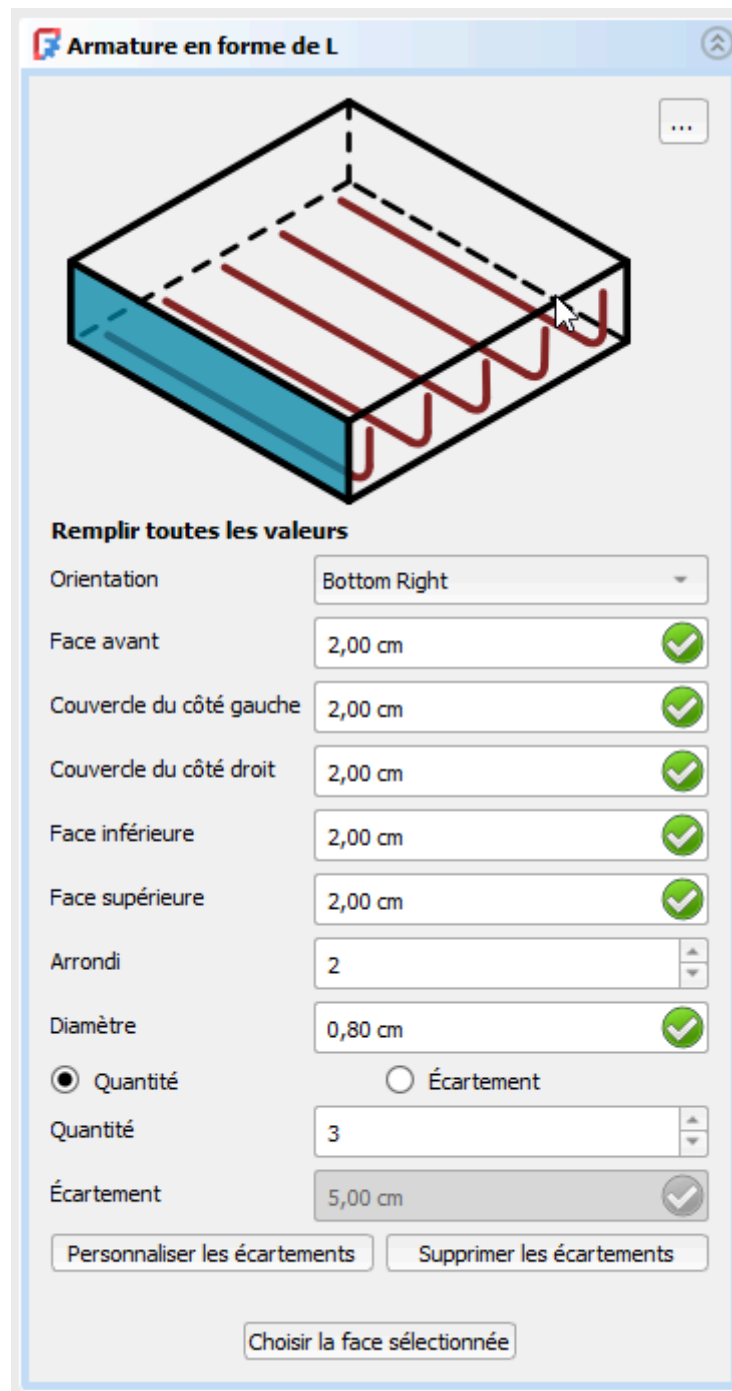 Armature en forme de L
...
Remplir toutes les valeurs
Orientation Bottom Right
Face avant 2,00 cm
Couvercle du côté gauche 2,00 cm
Couvercle du côté droit 2,00 cm
Face inférieure 2,00 cm
Face supérieure 2,00 cm
Arrondi 2
Diamètre 0,80 cm
Quantité Écartement
Quantité 3
Écartement 5,00 cm
Personnaliser les écartements Supprimer les écartements
Choisir la face sélectionnée